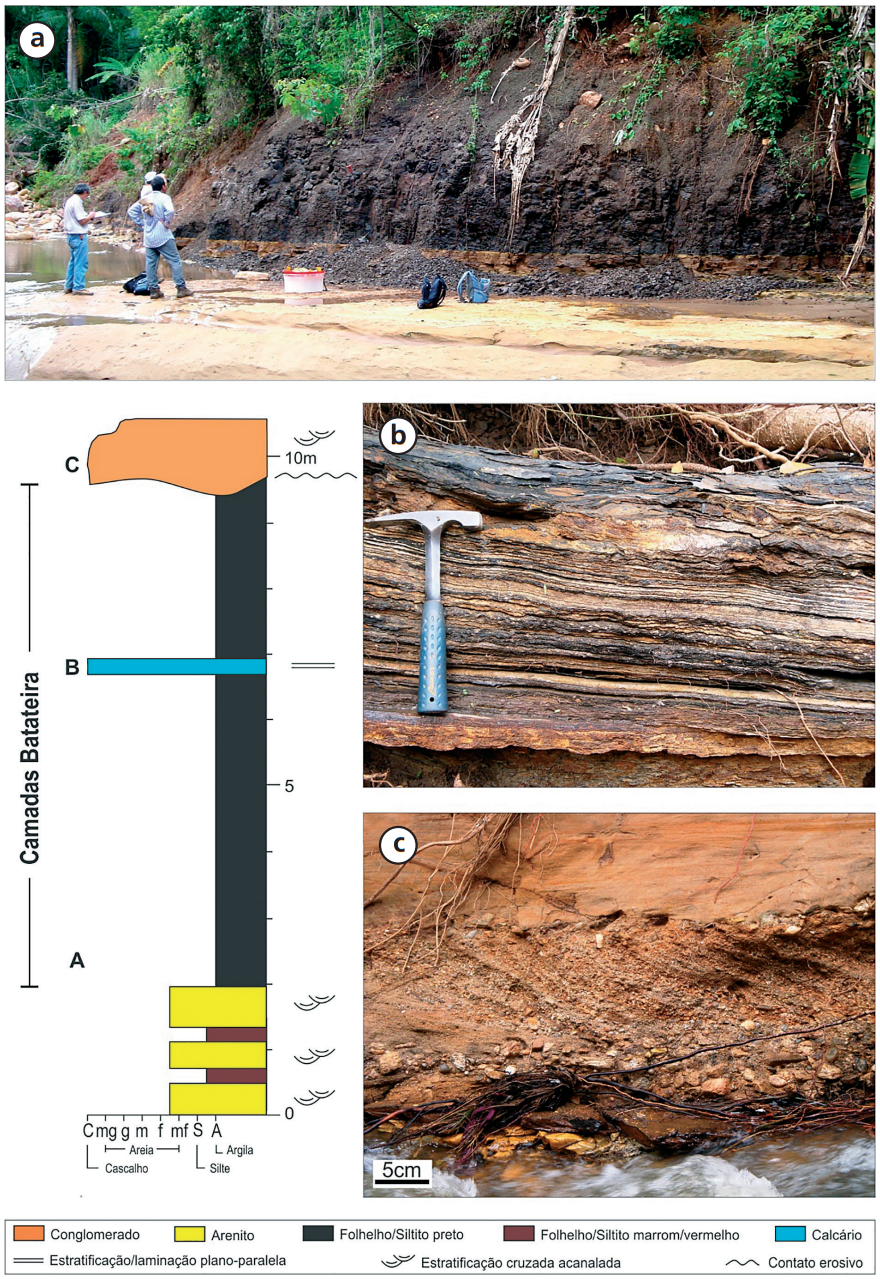 a
b
c
C
10m
B
Camadas Batateira
5
A
0
C mg g m f mf S A
Areia
Argila
Cascalho
Silte
5cm
Conglomerado
Arenito
Folhelho/Siltito preto
Folhelho/Siltito marrom/vermelho
Calcário
Estratificação/laminação plano-paralela
Estratificação cruzada acanalada
Contato erosivo